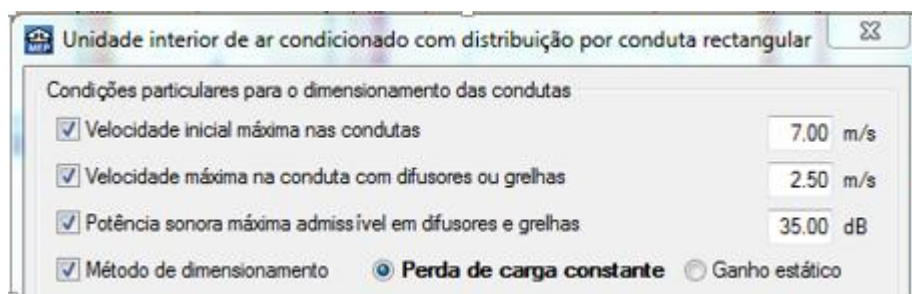 MEP Unidade interior de ar condicionado com distribuição por conduta rectangular
Condições particulares para o dimensionamento das condutas
Velocidade inicial máxima nas condutas 7.00 m/s
Velocidade máxima na conduta com difusores ou grelhas 2.50 m/s
Potência sonora máxima admissível em difusores e grelhas 35.00 dB
Método de dimensionamento Perda de carga constante Ganho estático